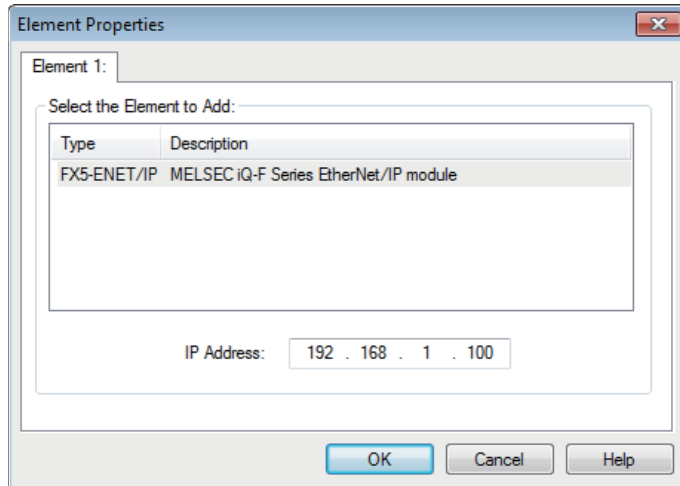 Element Properties
Element 1:
Select the Element to Add:
Type Description
FX5-ENET/IP MELSEC iQ-F Series EtherNet/IP module
IP Address: 192 . 168 . 1 . 100
OK Cancel Help